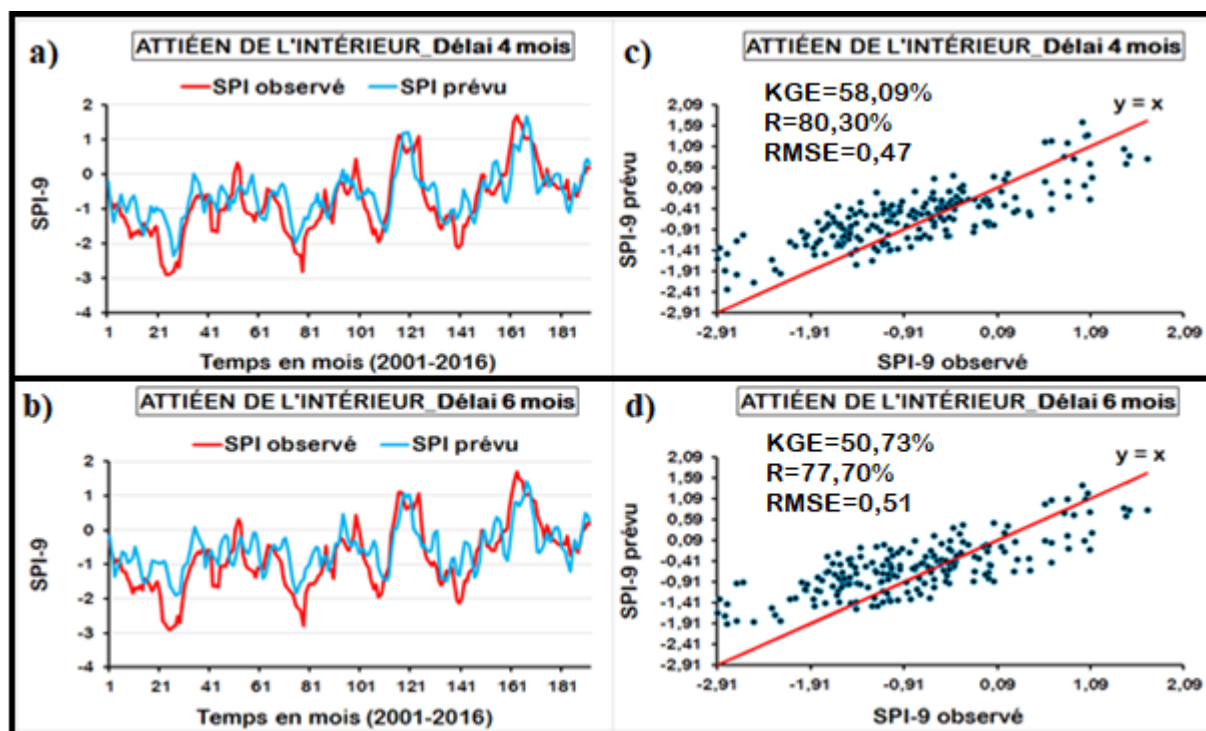 a)
ATTIÉEN DE L'INTÉRIEUR_Délai 4 mois
SPI observé SPI prévu
SPI-9
2
1
0
-1
-2
-3
-4
1 21 41 61 81 101 121 141 161 181
Temps en mois (2001-2016)
c)
ATTIÉEN DE L'INTÉRIEUR_Délai 4 mois
KGE=58,09%
R=80,30%
RMSE=0,47
y = x
SPI-9 prévu
2,09
1,59
1,09
0,59
0,09
-0,41
-0,91
-1,41
-1,91
-2,41
-2,91
-2,91 -1,91 -0,91 0,09 1,09 2,09
SPI-9 observé
b)
ATTIÉEN DE L'INTÉRIEUR_Délai 6 mois
SPI observé SPI prévu
SPI-9
2
1
0
-1
-2
-3
-4
1 21 41 61 81 101 121 141 161 181
Temps en mois (2001-2016)
d)
ATTIÉEN DE L'INTÉRIEUR_Délai 6 mois
KGE=50,73%
R=77,70%
RMSE=0,51
y = x
SPI-9 prévu
2,09
1,59
1,09
0,59
0,09
-0,41
-0,91
-1,41
-1,91
-2,41
-2,91
-2,91 -1,91 -0,91 0,09 1,09 2,09
SPI-9 observé